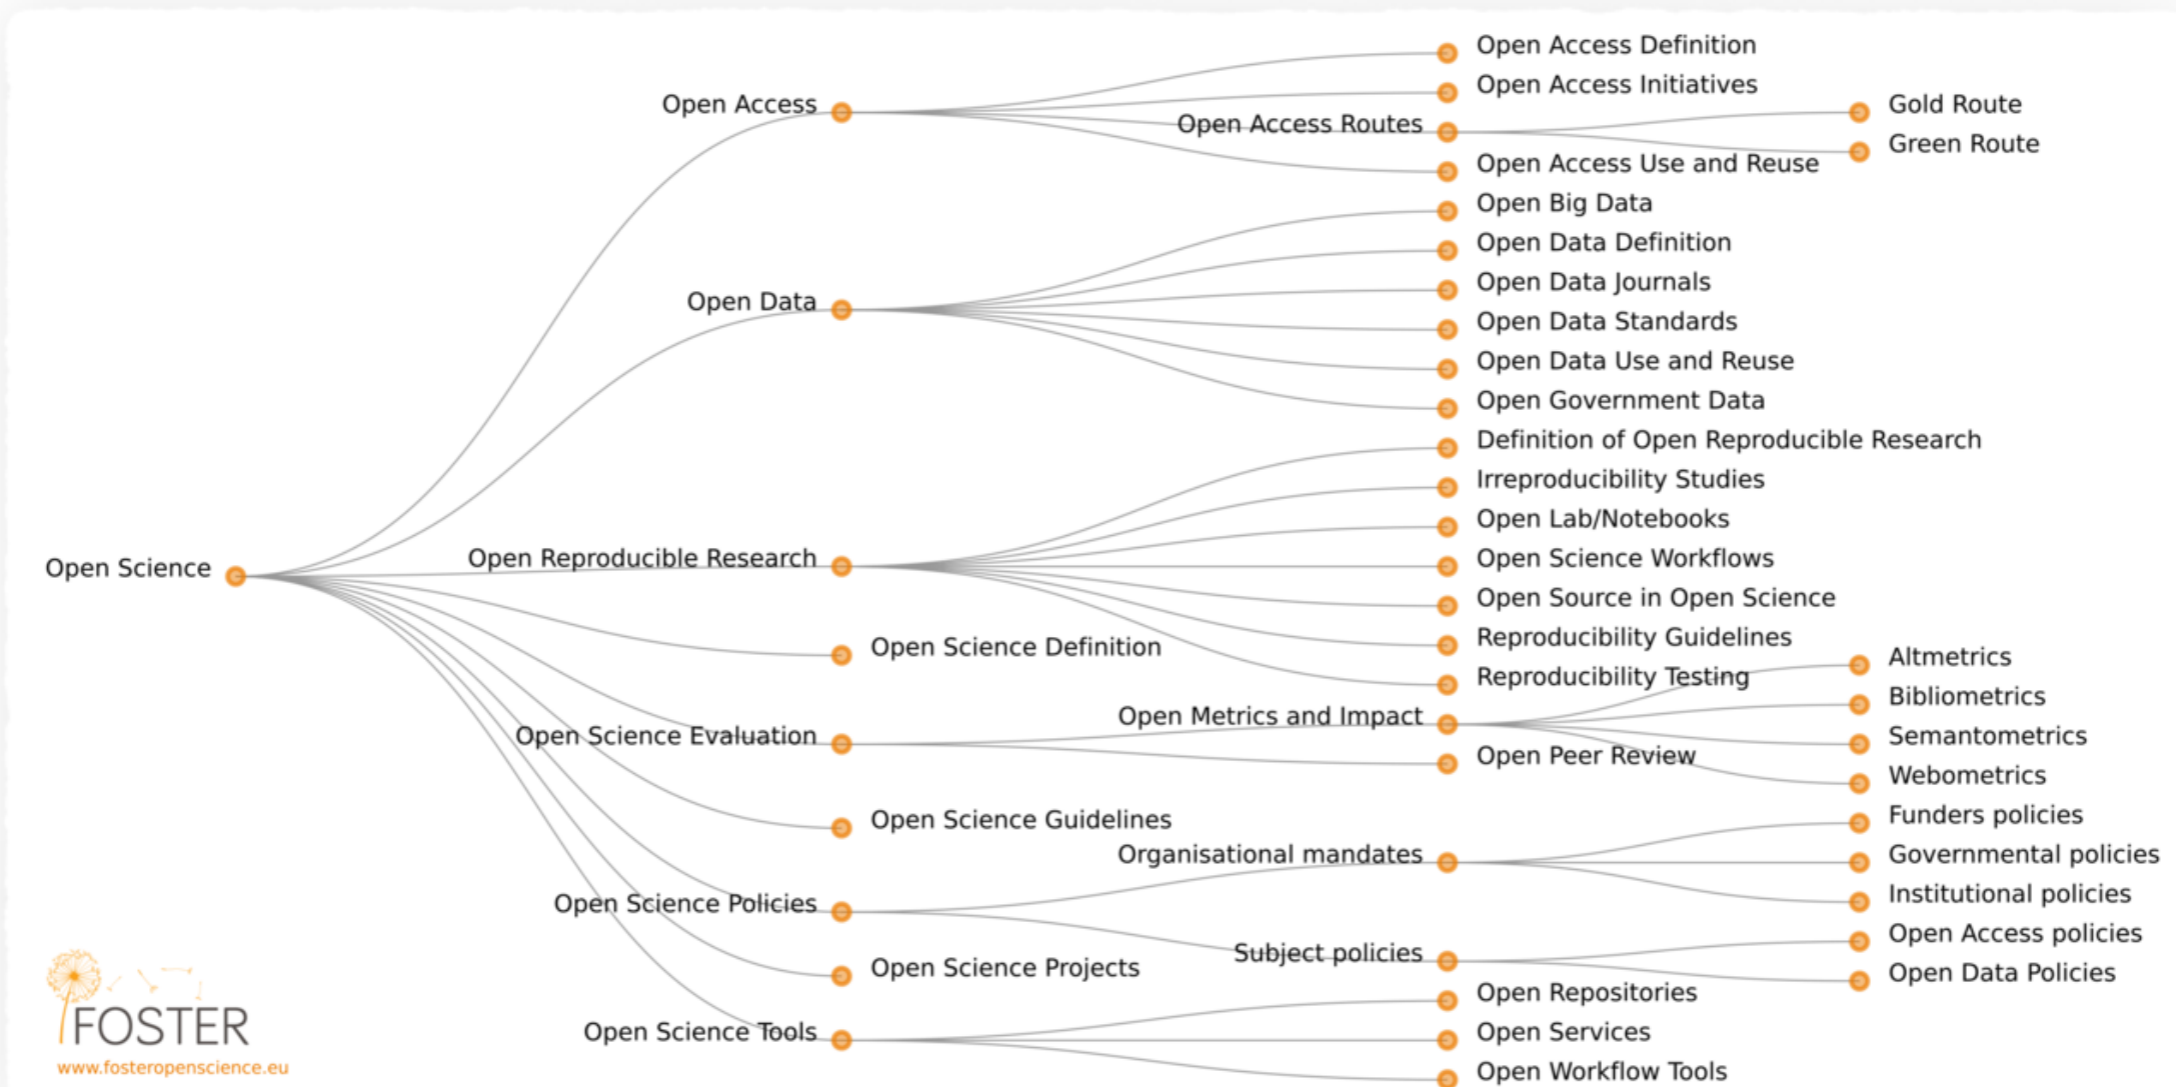 Open Science
Open Access
Open Access Definition
Open Access Initiatives
Open Access Routes
Gold Route
Green Route
Open Access Use and Reuse
Open Data
Open Big Data
Open Data Definition
Open Data Journals
Open Data Standards
Open Data Use and Reuse
Open Government Data
Open Reproducible Research
Definition of Open Reproducible Research
Irreproducibility Studies
Open Lab/Notebooks
Open Science Workflows
Open Source in Open Science
Reproducibility Guidelines
Reproducibility Testing
Open Science Definition
Open Science Evaluation
Open Metrics and Impact
Altmetrics
Bibliometrics
Semantometrics
Webometrics
Open Peer Review
Open Science Guidelines
Open Science Policies
Organisational mandates
Funders policies
Governmental policies
Institutional policies
Subject policies
Open Access policies
Open Data Policies
Open Science Projects
Open Science Tools
Open Repositories
Open Services
Open Workflow Tools
FOSTER
www.fosteropenscience.eu